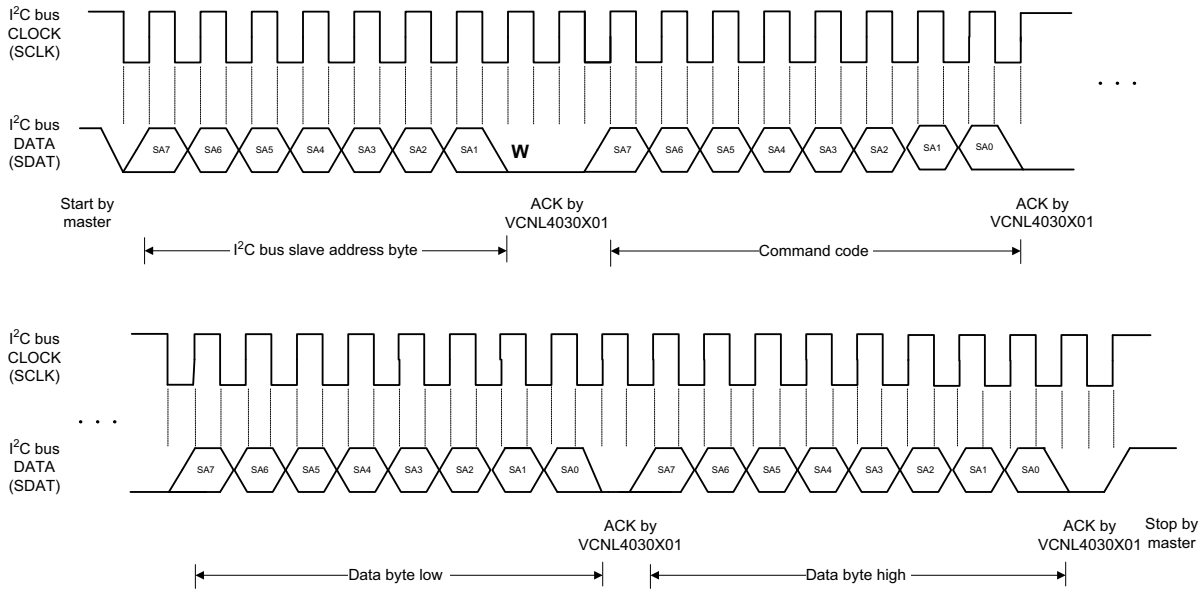 I²C bus
CLOCK
(SCLK)
. . .
I²C bus
DATA
(SDAT)
SA7 SA6 SA5 SA4 SA3 SA2 SA1 W SA7 SA6 SA5 SA4 SA3 SA2 SA1 SA0
Start by
master
ACK by
VCNL4030X01
ACK by
VCNL4030X01
I²C bus slave address byte
Command code
I²C bus
CLOCK
(SCLK)
. . .
I²C bus
DATA
(SDAT)
SA7 SA6 SA5 SA4 SA3 SA2 SA1 SA0 SA7 SA6 SA5 SA4 SA3 SA2 SA1 SA0
ACK by
VCNL4030X01
ACK by
VCNL4030X01
Stop by
master
Data byte low
Data byte high